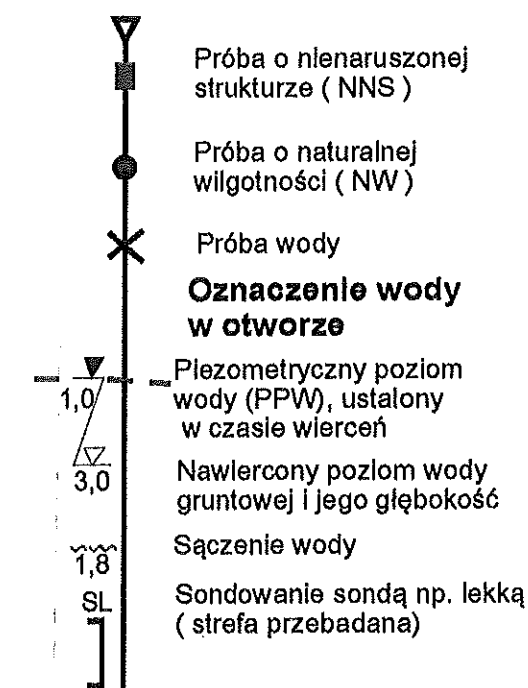 Próba o nienaruszonej
strukturze ( NNS )
Próba o naturalnej
wilgotności ( NW )
Próba wody
Oznaczenie wody
w otworze
Piezometryczny poziom
wody (PPW), ustalony
w czasie wierceń
1,0
Nawiercony poziom wody
gruntowej i jego głębokość
3,0
Sączenie wody
1,8
SL
Sondowanie sondą np. lekką
( strefa przebadana)